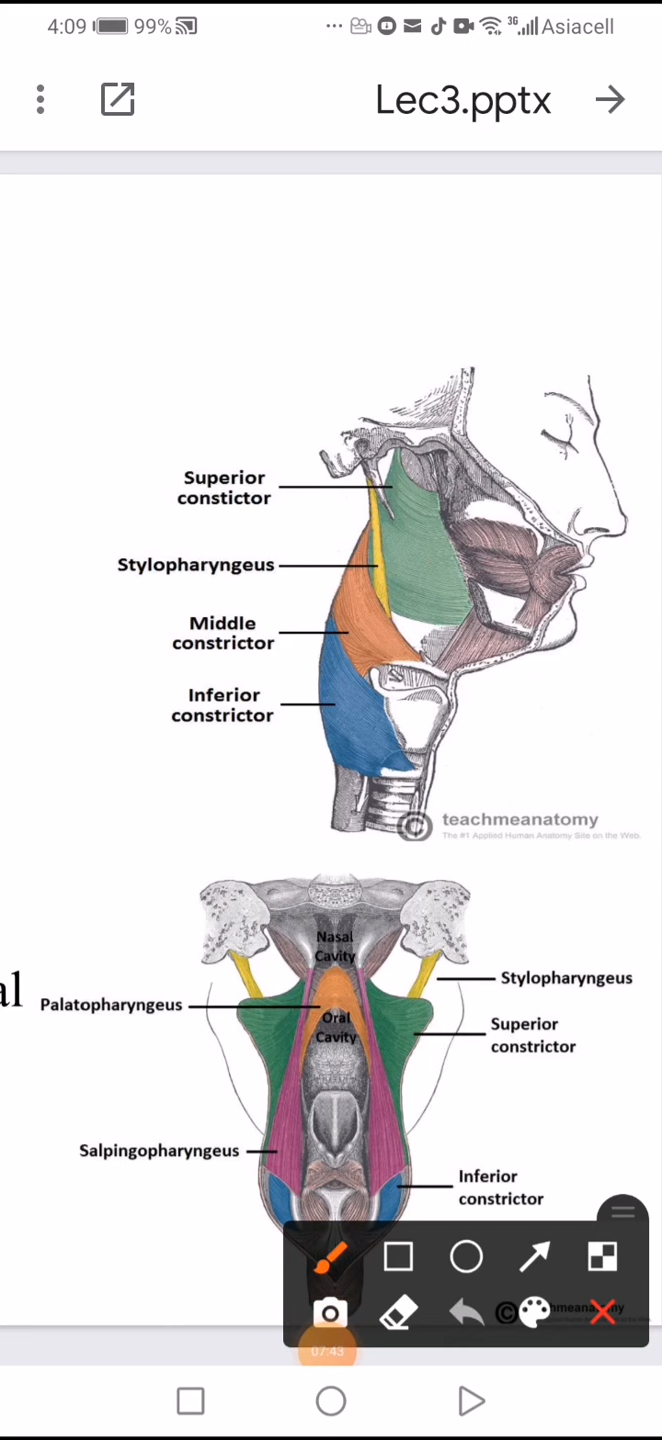 4:09
99%
3G
Asiacell
Lec3.pptx
Superior
constictor
Stylopharyngeus
Middle
constrictor
Inferior
constrictor
© teachmeanatomy
The #1 Applied Human Anatomy Site on the Web.
Nasal
Cavity
Stylopharyngeus
al
Palatopharyngeus
Oral
Cavity
Superior
constrictor
Salpingopharyngeus
Inferior
constrictor
©
07:43